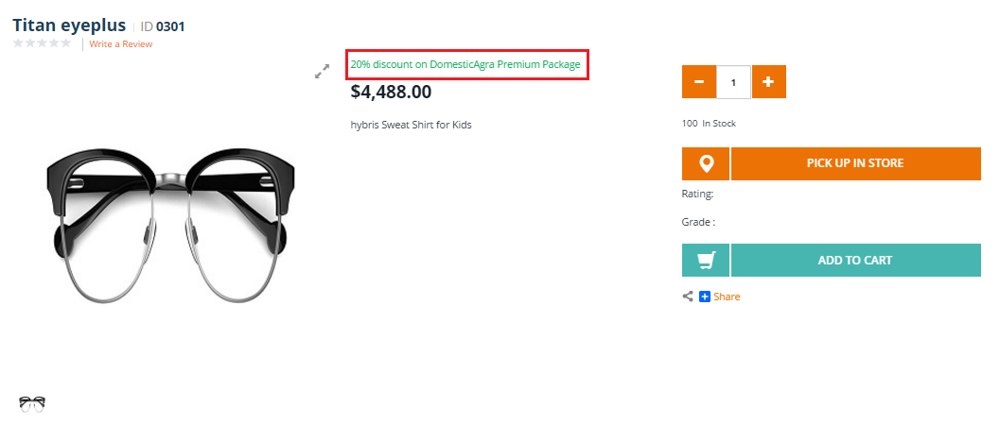 Titan eyeplus | ID 0301
Write a Review
20% discount on DomesticAgra Premium Package
$4,488.00
hybris Sweat Shirt for Kids
1
100 In Stock
PICK UP IN STORE
Rating:
Grade :
ADD TO CART
Share